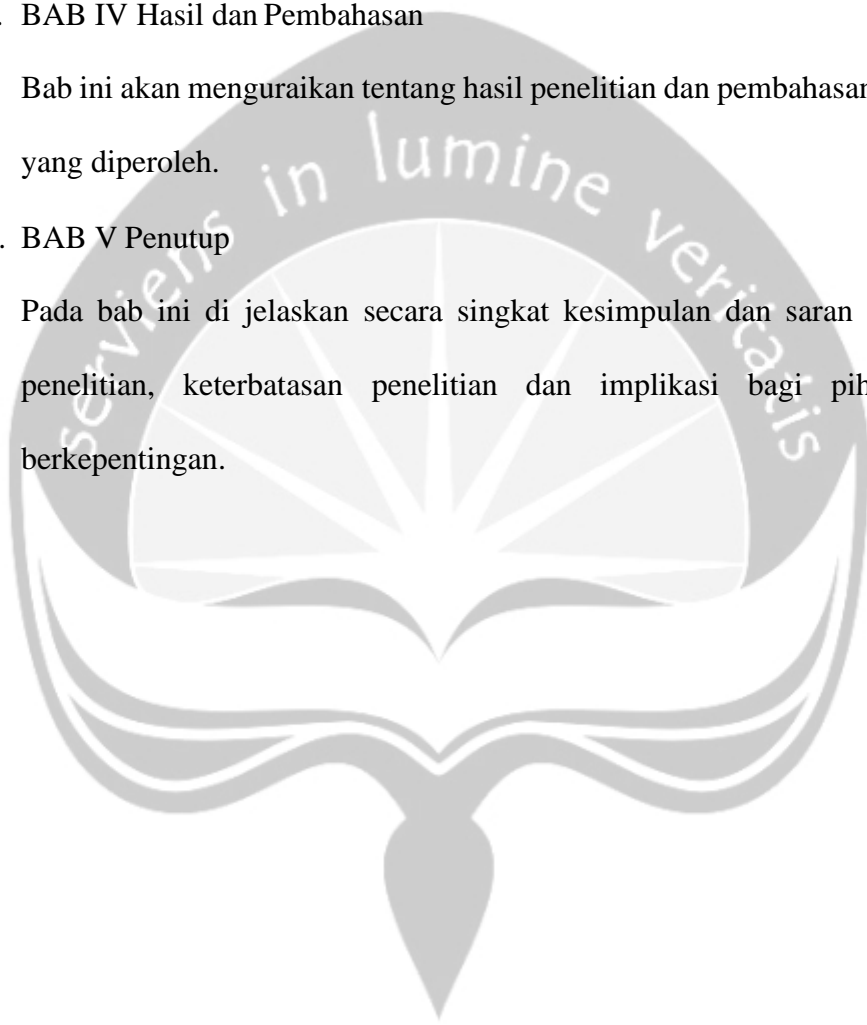 . BAB IV Hasil dan Pembahasan
Bab ini akan menguraikan tentang hasil penelitian dan pembahasan
yang diperoleh.
. BAB V Penutup
Pada bab ini di jelaskan secara singkat kesimpulan dan saran
penelitian, keterbatasan penelitian dan implikasi bagi
berkepentingan.
serviens in lumine veritatis